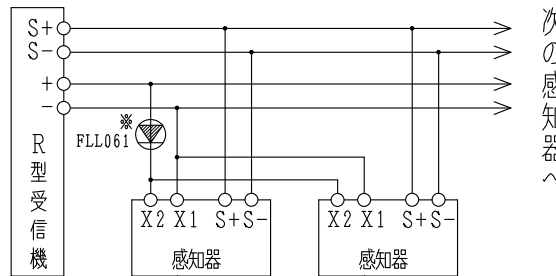 S+
S-
+
-
R型受信機
※
FLL061
X2 X1 S+ S-
感知器
X2 X1 S+ S-
感知器
次の感知器へ